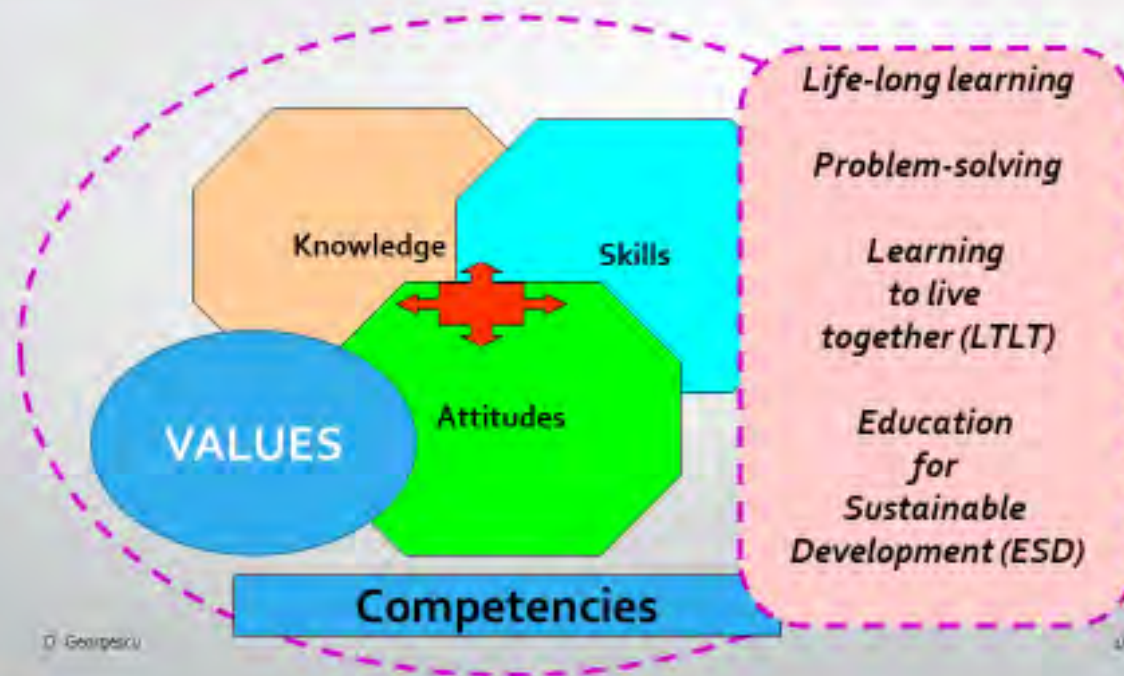 Life-long learning
Problem-solving
Knowledge
Skills
Learning
to live
together (LTLT)
VALUES
Attitudes
Education
for
Sustainable
Development (ESD)
Competencies
D. Georgescu